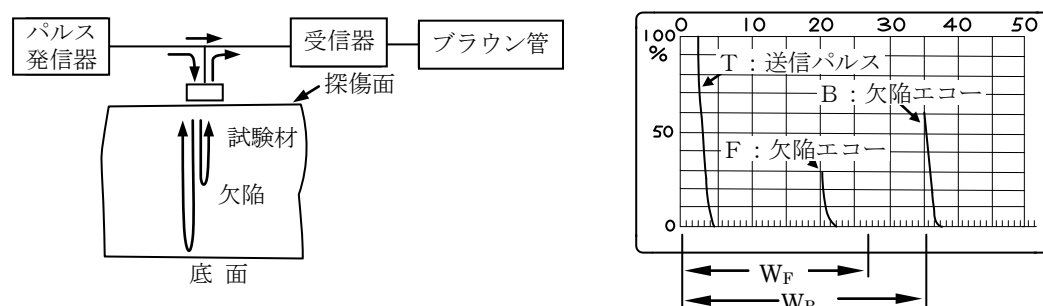 パルス
発信器
受信器
ブラウン管
探傷面
試験材
欠陥
底 面
0 10 20 30 40 50
100
%
T：送信パルス
B：欠陥エコー
50
F：欠陥エコー
0
WF
WB